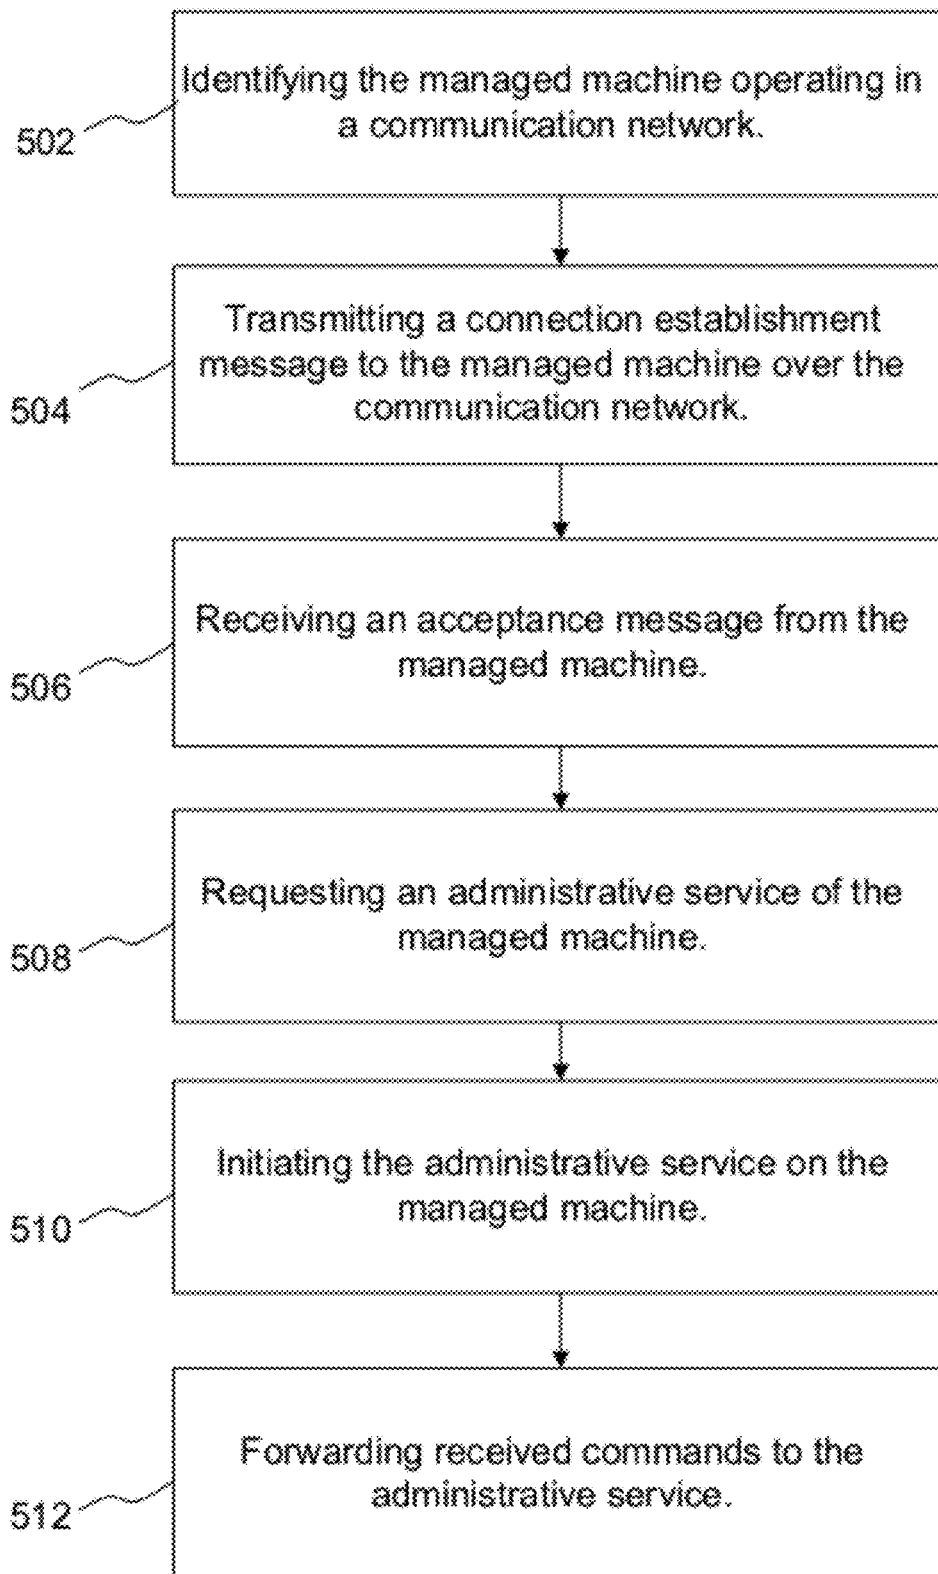 Identifying the managed machine operating in
a communication network.
502
Transmitting a connection establishment
message to the managed machine over the
communication network.
504
Receiving an acceptance message from the
managed machine.
506
Requesting an administrative service of the
managed machine.
508
Initiating the administrative service on the
managed machine.
510
Forwarding received commands to the
administrative service.
512